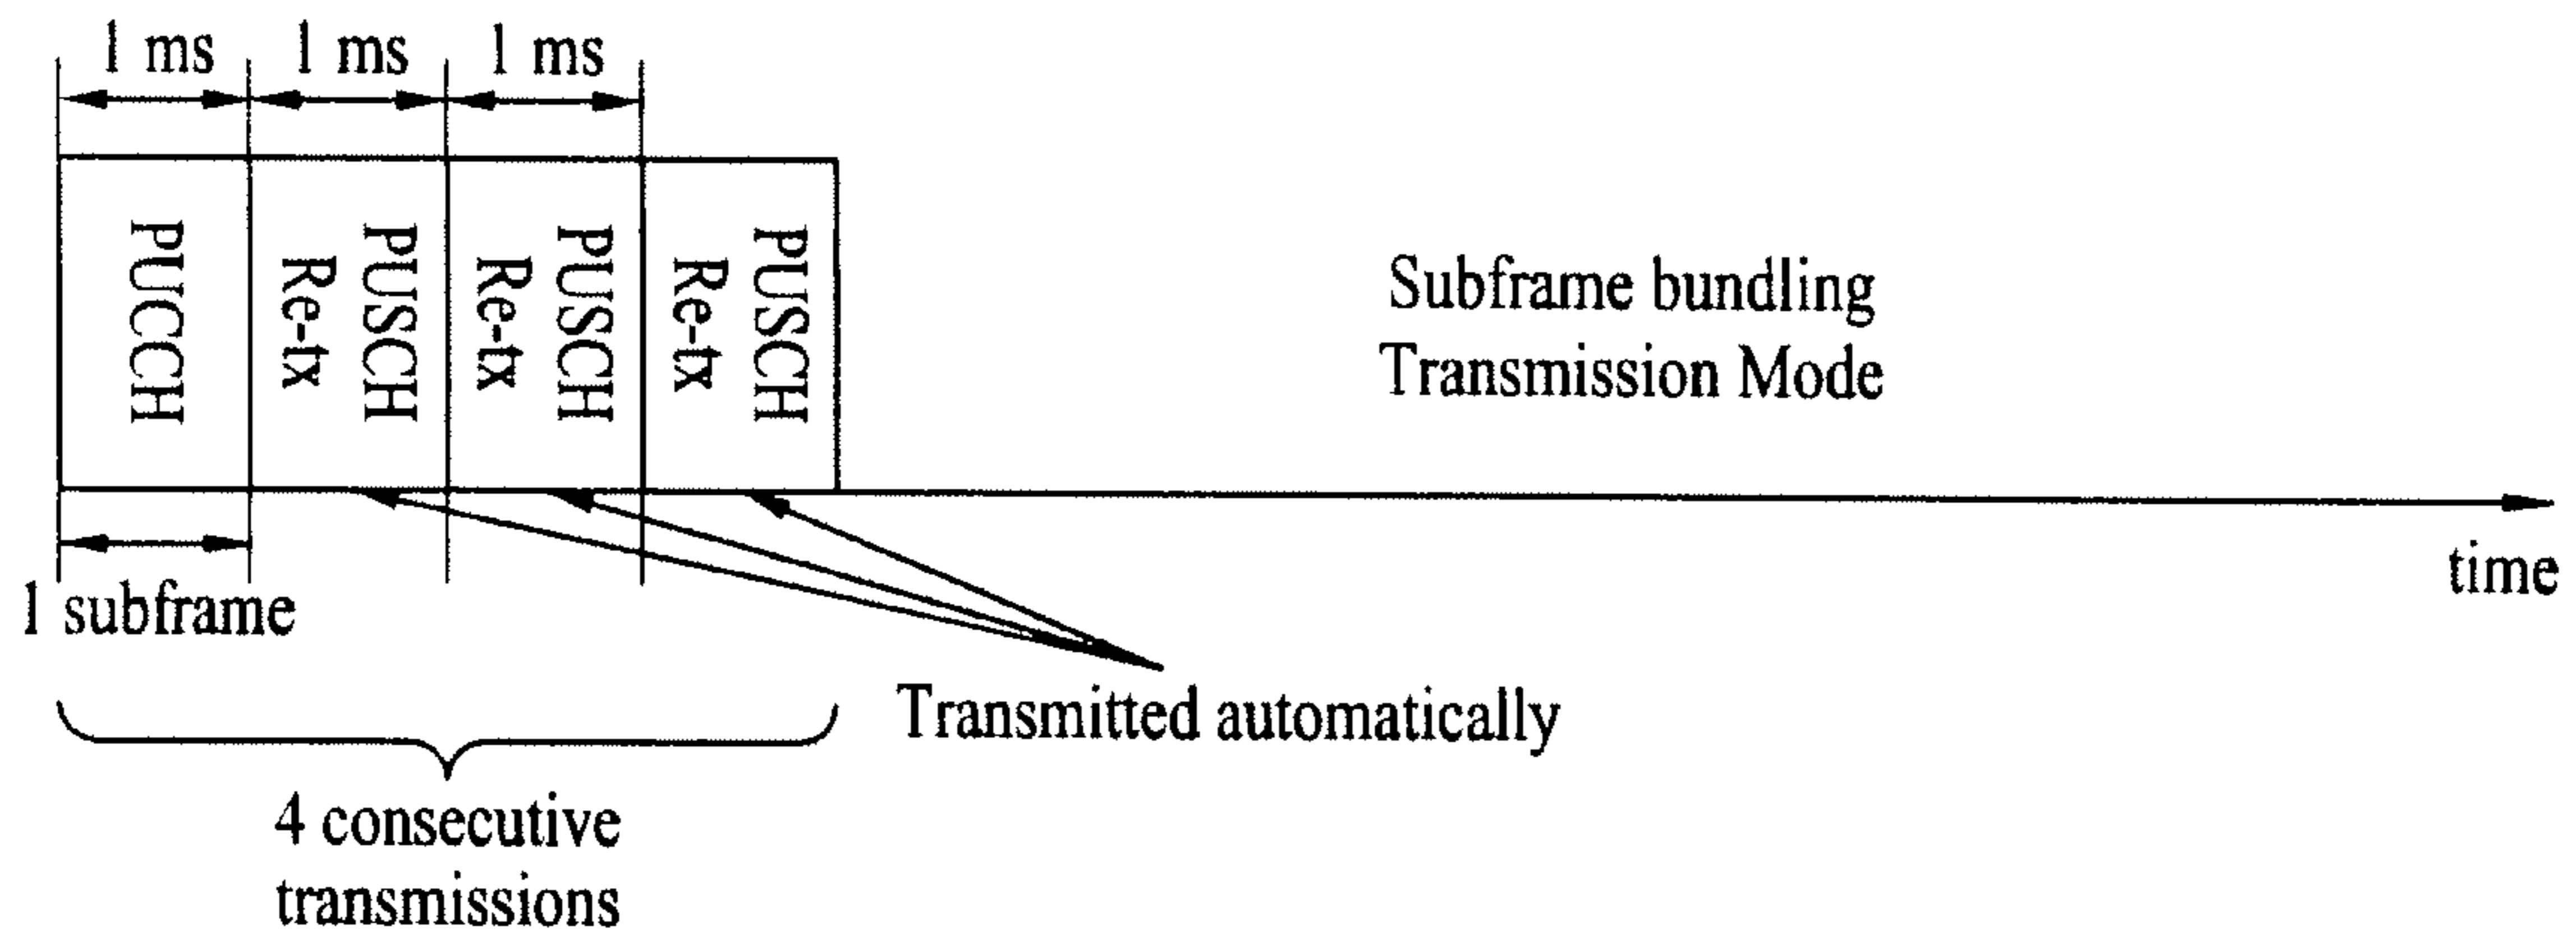 1 ms
1 ms
1 ms
PUCCH
PUSCH
Re-tx
PUSCH
Re-tx
PUSCH
Re-tx
Subframe bundling
Transmission Mode
time
1 subframe
Transmitted automatically
4 consecutive
transmissions